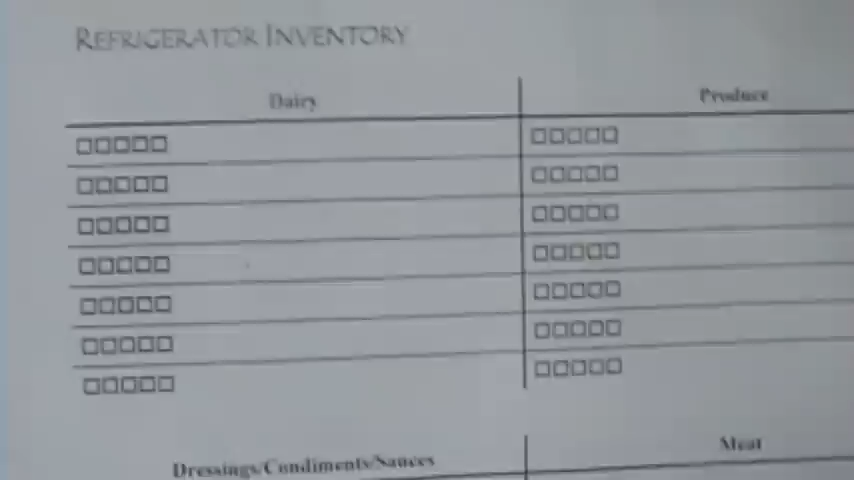 REFRIGERATOR INVENTORY
Dairy
Produce
Dressings/Condiments/Sauces
Meat